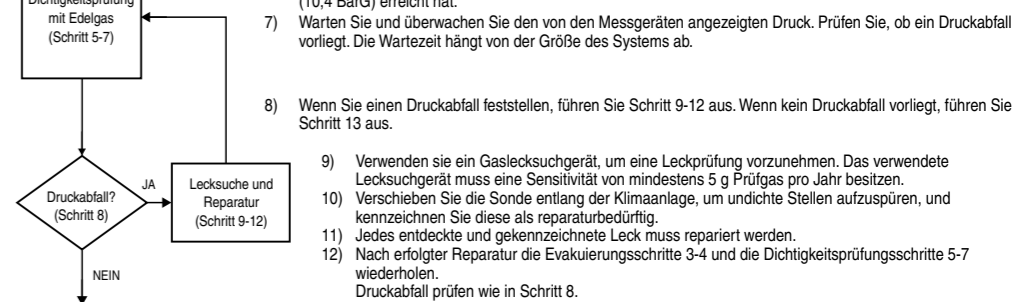 Dichtigkeitsprüfung
mit Edelgas
(Schritt 5-7)
(10,4 BarG) erreicht hat.
7) Warten Sie und überwachen Sie den von den Messgeräten angezeigten Druck. Prüfen Sie, ob ein Druckabfall
vorliegt. Die Wartezeit hängt von der Größe des Systems ab.
8) Wenn Sie einen Druckabfall feststellen, führen Sie Schritt 9-12 aus. Wenn kein Druckabfall vorliegt, führen Sie
Schritt 13 aus.
Druckabfall?
(Schritt 8)
JA
Lecksuche und
Reparatur
(Schritt 9-12)
NEIN
9) Verwenden sie ein Gaslecksuchgerät, um eine Leckprüfung vorzunehmen. Das verwendete
Lecksuchgerät muss eine Sensitivität von mindestens 5 g Prüfgas pro Jahr besitzen.
10) Verschieben Sie die Sonde entlang der Klimaanlage, um undichte Stellen aufzuspüren, und
kennzeichnen Sie diese als reparaturbedürftig.
11) Jedes entdeckte und gekennzeichnete Leck muss repariert werden.
12) Nach erfolgter Reparatur die Evakuierungsschritte 3-4 und die Dichtigkeitsprüfungsschritte 5-7
wiederholen.
Druckabfall prüfen wie in Schritt 8.